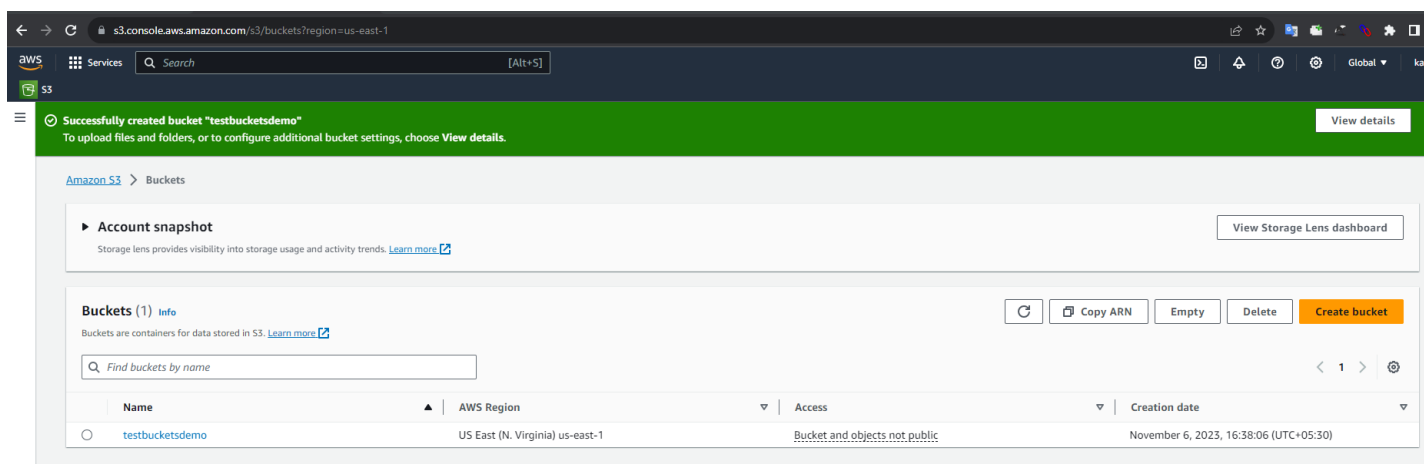 s3.console.aws.amazon.com/s3/buckets?region=us-east-1
aws Services Search [Alt+S] Global ka
S3
Successfully created bucket "testbucketsdemo"
To upload files and folders, or to configure additional bucket settings, choose View details.
View details
Amazon S3 > Buckets
Account snapshot
Storage lens provides visibility into storage usage and activity trends. Learn more
View Storage Lens dashboard
Buckets (1) Info
Buckets are containers for data stored in S3. Learn more
Copy ARN Empty Delete Create bucket
Find buckets by name
1
Name AWS Region Access Creation date
testbucketsdemo US East (N. Virginia) us-east-1 Bucket and objects not public November 6, 2023, 16:38:06 (UTC+05:30)